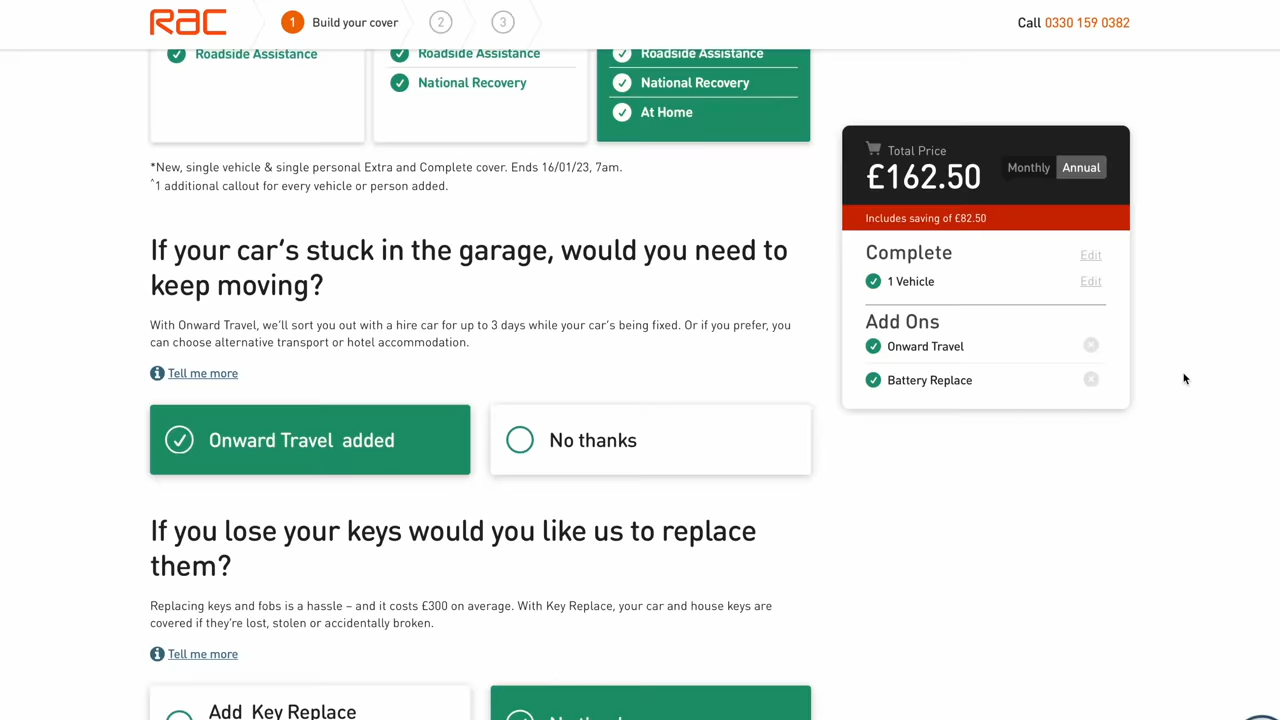 RAC
1 Build your cover 2 3
Call 0330 159 0382
Roadside Assistance
Roadside Assistance
National Recovery
Roadside Assistance
National Recovery
At Home
*New, single vehicle & single personal Extra and Complete cover. Ends 16/01/23, 7am.
^1 additional callout for every vehicle or person added.
If your car's stuck in the garage, would you need to
keep moving?
With Onward Travel, we'll sort you out with a hire car for up to 3 days while your car's being fixed. Or if you prefer, you
can choose alternative transport or hotel accommodation.
Tell me more
Onward Travel added
No thanks
If you lose your keys would you like us to replace
them?
Replacing keys and fobs is a hassle – and it costs £300 on average. With Key Replace, your car and house keys are
covered if they're lost, stolen or accidentally broken.
Tell me more
Add Key Replace
Total Price
£162.50
Monthly Annual
Includes saving of £82.50
Complete Edit
1 Vehicle Edit
Add Ons
Onward Travel
Battery Replace